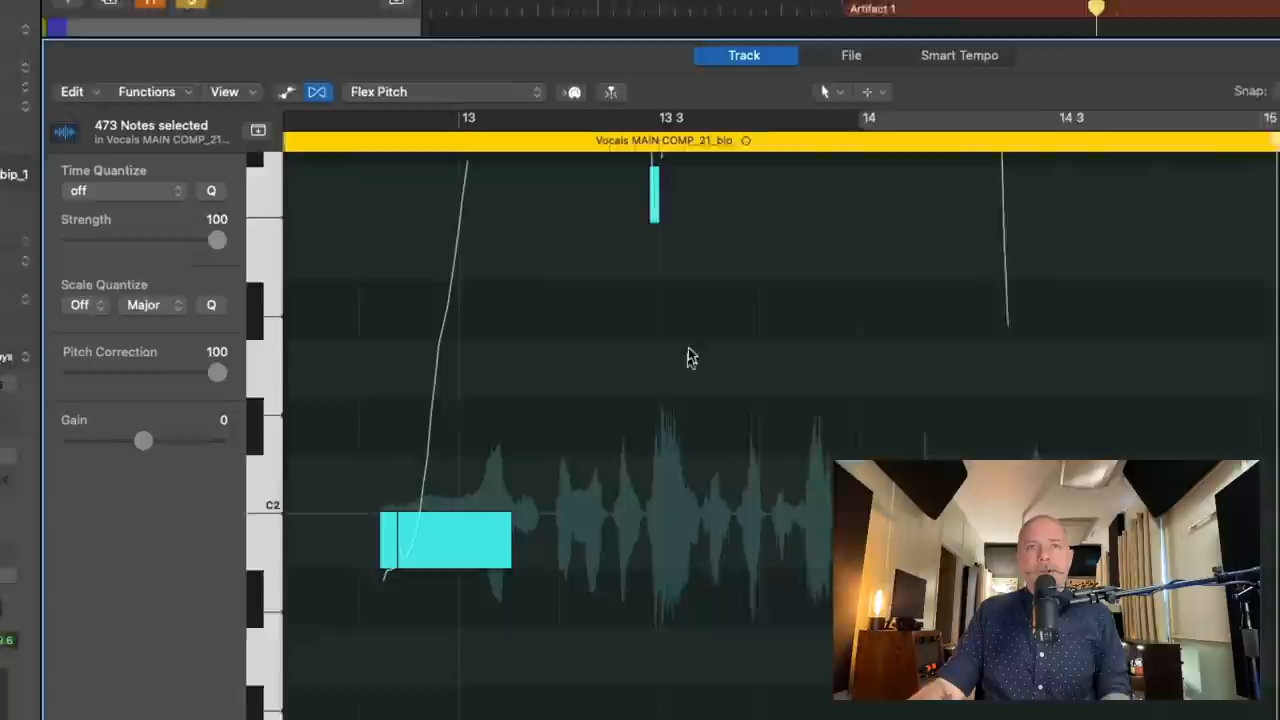 Artifact 1
Track
File
Smart Tempo
Edit
Functions
View
Flex Pitch
Snap:
473 Notes selected
in Vocals MAIN COMP_21...
13
13 3
14
14 3
15
Vocals MAIN COMP_21_bip
bip_1
Time Quantize
off
Q
Strength
100
Scale Quantize
Off
Major
Q
Pitch Correction
100
Gain
0
C2
9.6